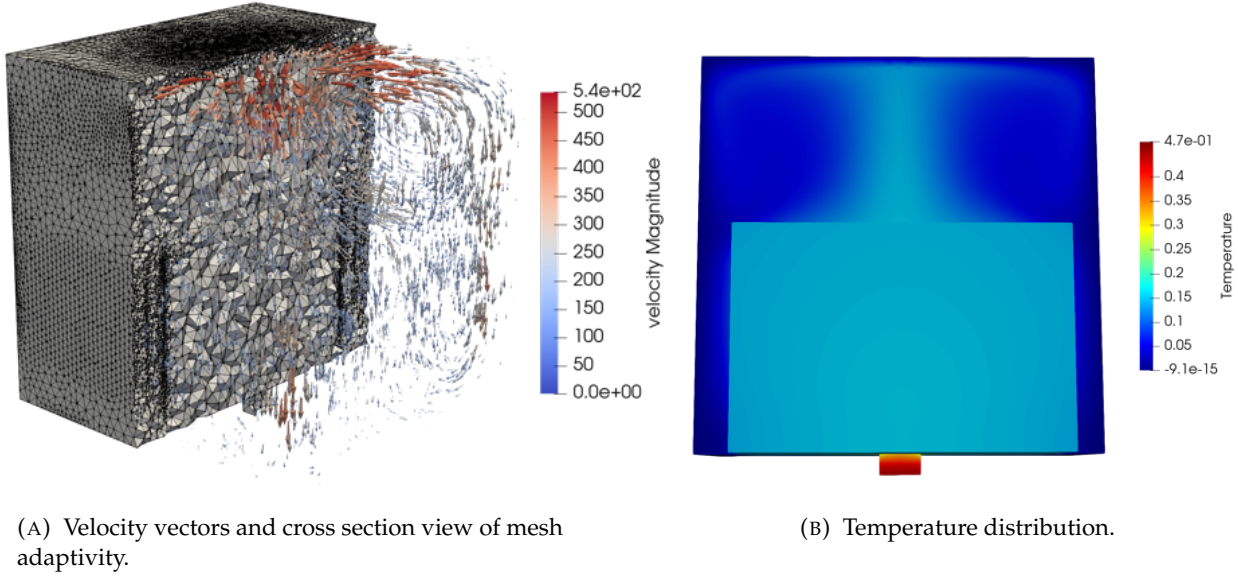 5.4e+02
500
450
400
350
300
250
200
150
100
50
0.0e+00
velocity Magnitude
4.7e-01
0.4
0.3
0.25
0.2
0.15
0.1
0.05
-9.1e-15
Temperature
(A) Velocity vectors and cross section view of mesh
adaptivity.
(B) Temperature distribution.